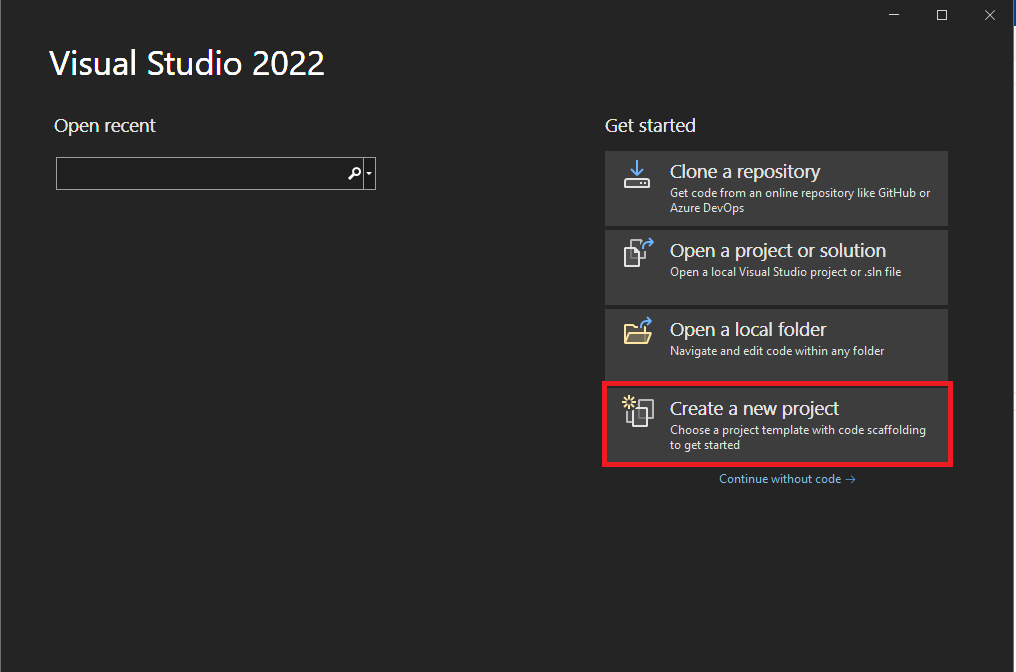 Visual Studio 2022
Open recent
Get started
Clone a repository
Get code from an online repository like GitHub or
Azure DevOps
Open a project or solution
Open a local Visual Studio project or .sln file
Open a local folder
Navigate and edit code within any folder
Create a new project
Choose a project template with code scaffolding
to get started
Continue without code →